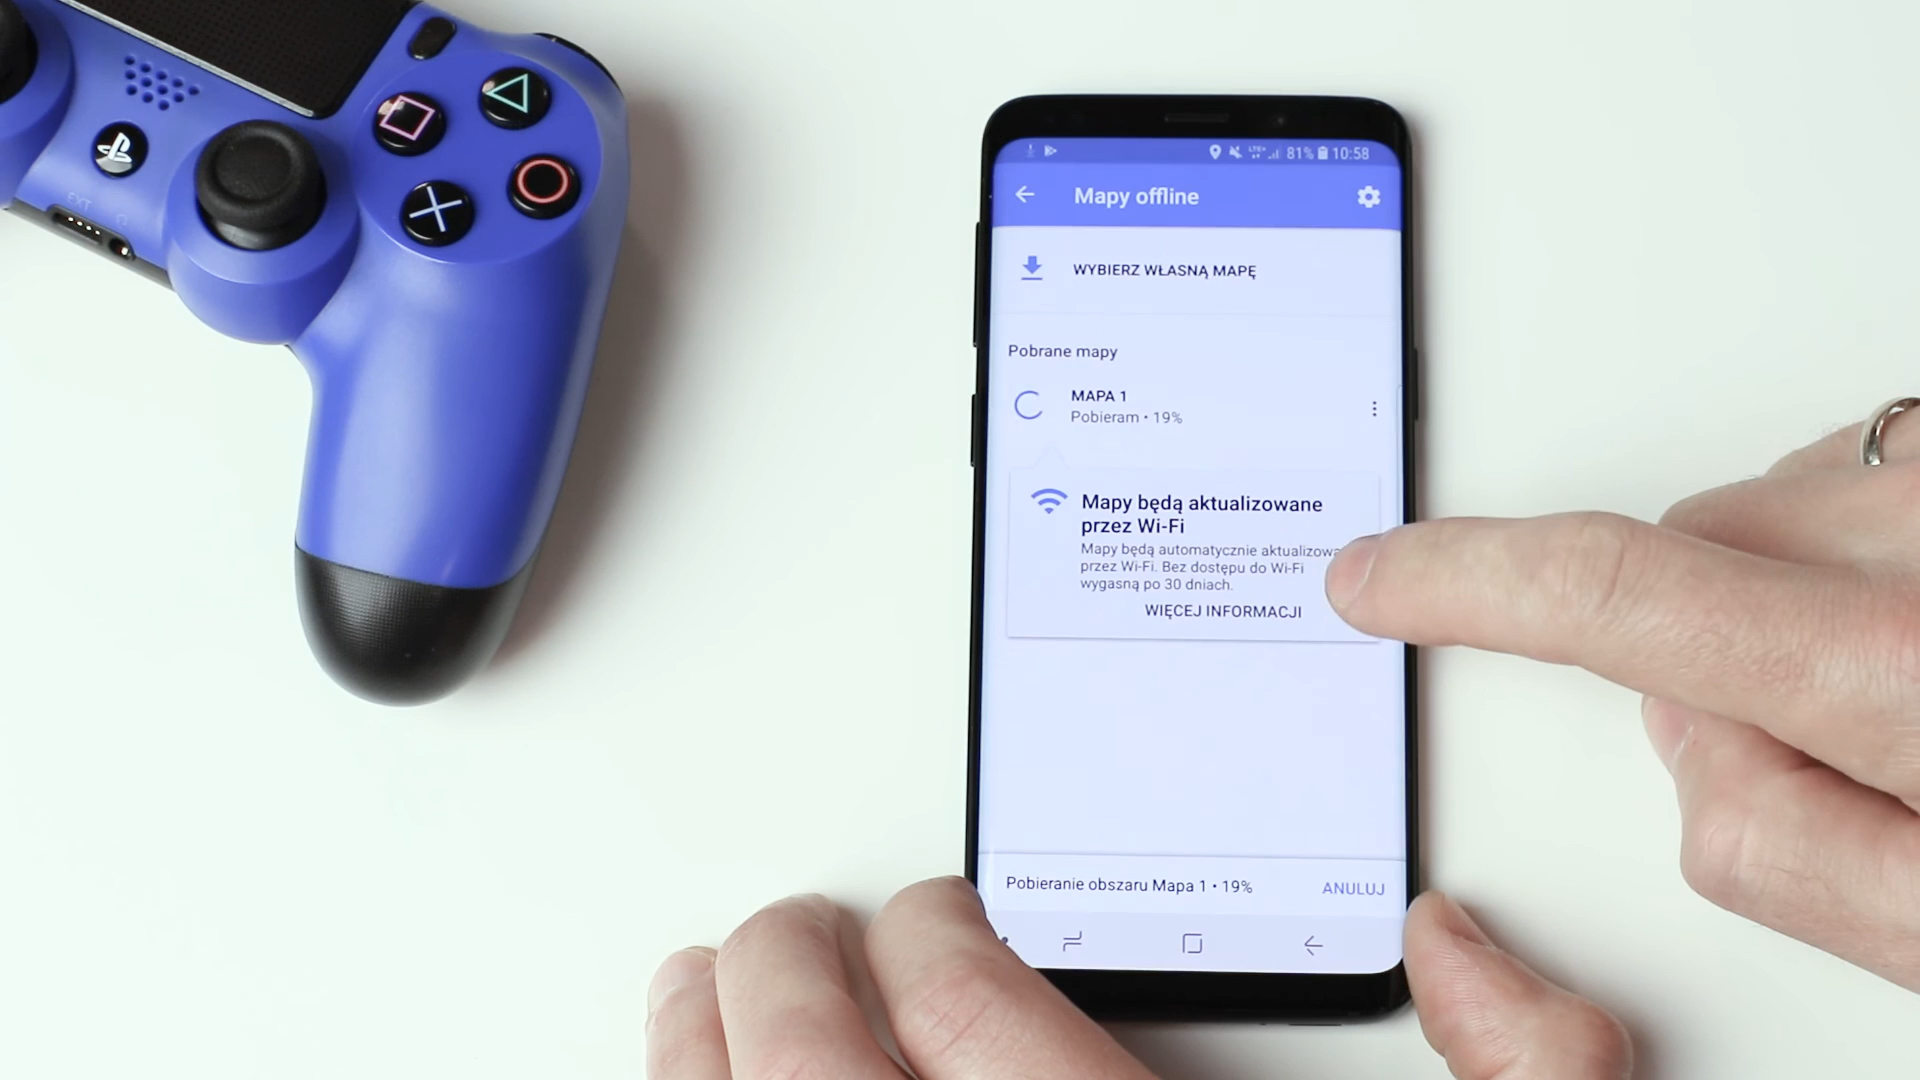 EXT
LTE+ 81% 10:58
Mapy offline
WYBIERZ WŁASNĄ MAPĘ
Pobrane mapy
MAPA 1
Pobieram • 19%
Mapy będą aktualizowane
przez Wi-Fi
Mapy będą automatycznie
przez Wi-Fi. Bez dostępu do Wi-Fi
wygasną po 30 dniach.
WIĘCEJ INFORMACJI
Pobieranie obszaru Mapa 1 • 19%
ANULUJ